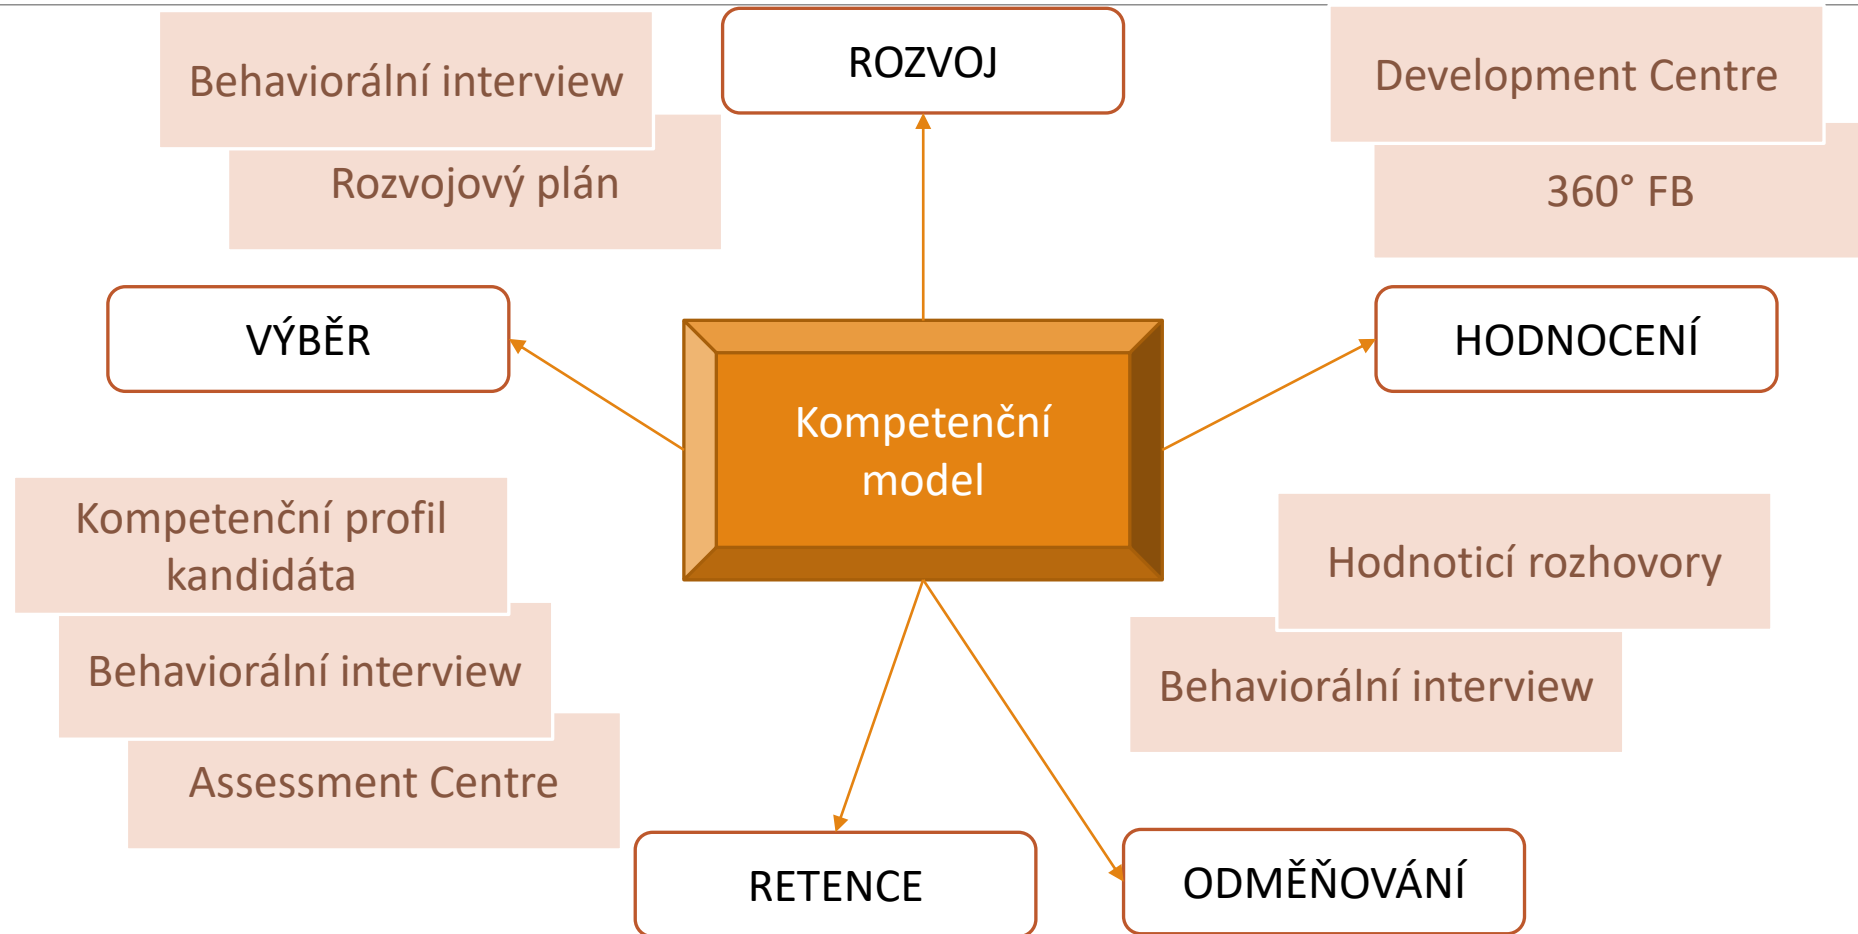 ROZVOJ
Behaviorální interview
Rozvojový plán
Development Centre
360° FB
VÝBĚR
HODNOCENÍ
Kompetenční
model
Kompetenční profil
kandidáta
Behaviorální interview
Assessment Centre
Hodnoticí rozhovory
Behaviorální interview
RETENCE
ODMĚŇOVÁNÍ